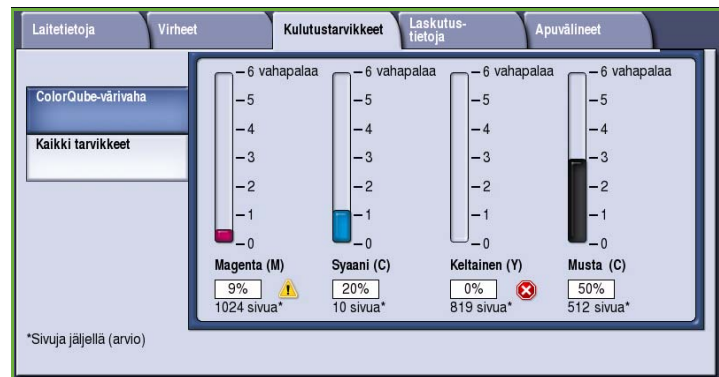 Laitetietoja
Virheet
Kulutustarvikkeet
Laskutus-
tietoja
Apuvälineet
ColorQube-värivaha
Kaikki tarvikkeet
6 vahapalaa
5
4
3
2
1
0
Magenta (M)
9%
1024 sivua*
6 vahapalaa
5
4
3
2
1
0
Syaani (C)
20%
10 sivua*
6 vahapalaa
5
4
3
2
1
0
Keltainen (Y)
0%
819 sivua*
6 vahapalaa
5
4
3
2
1
0
Musta (C)
50%
512 sivua*
*Sivuja jäljellä (arvio)